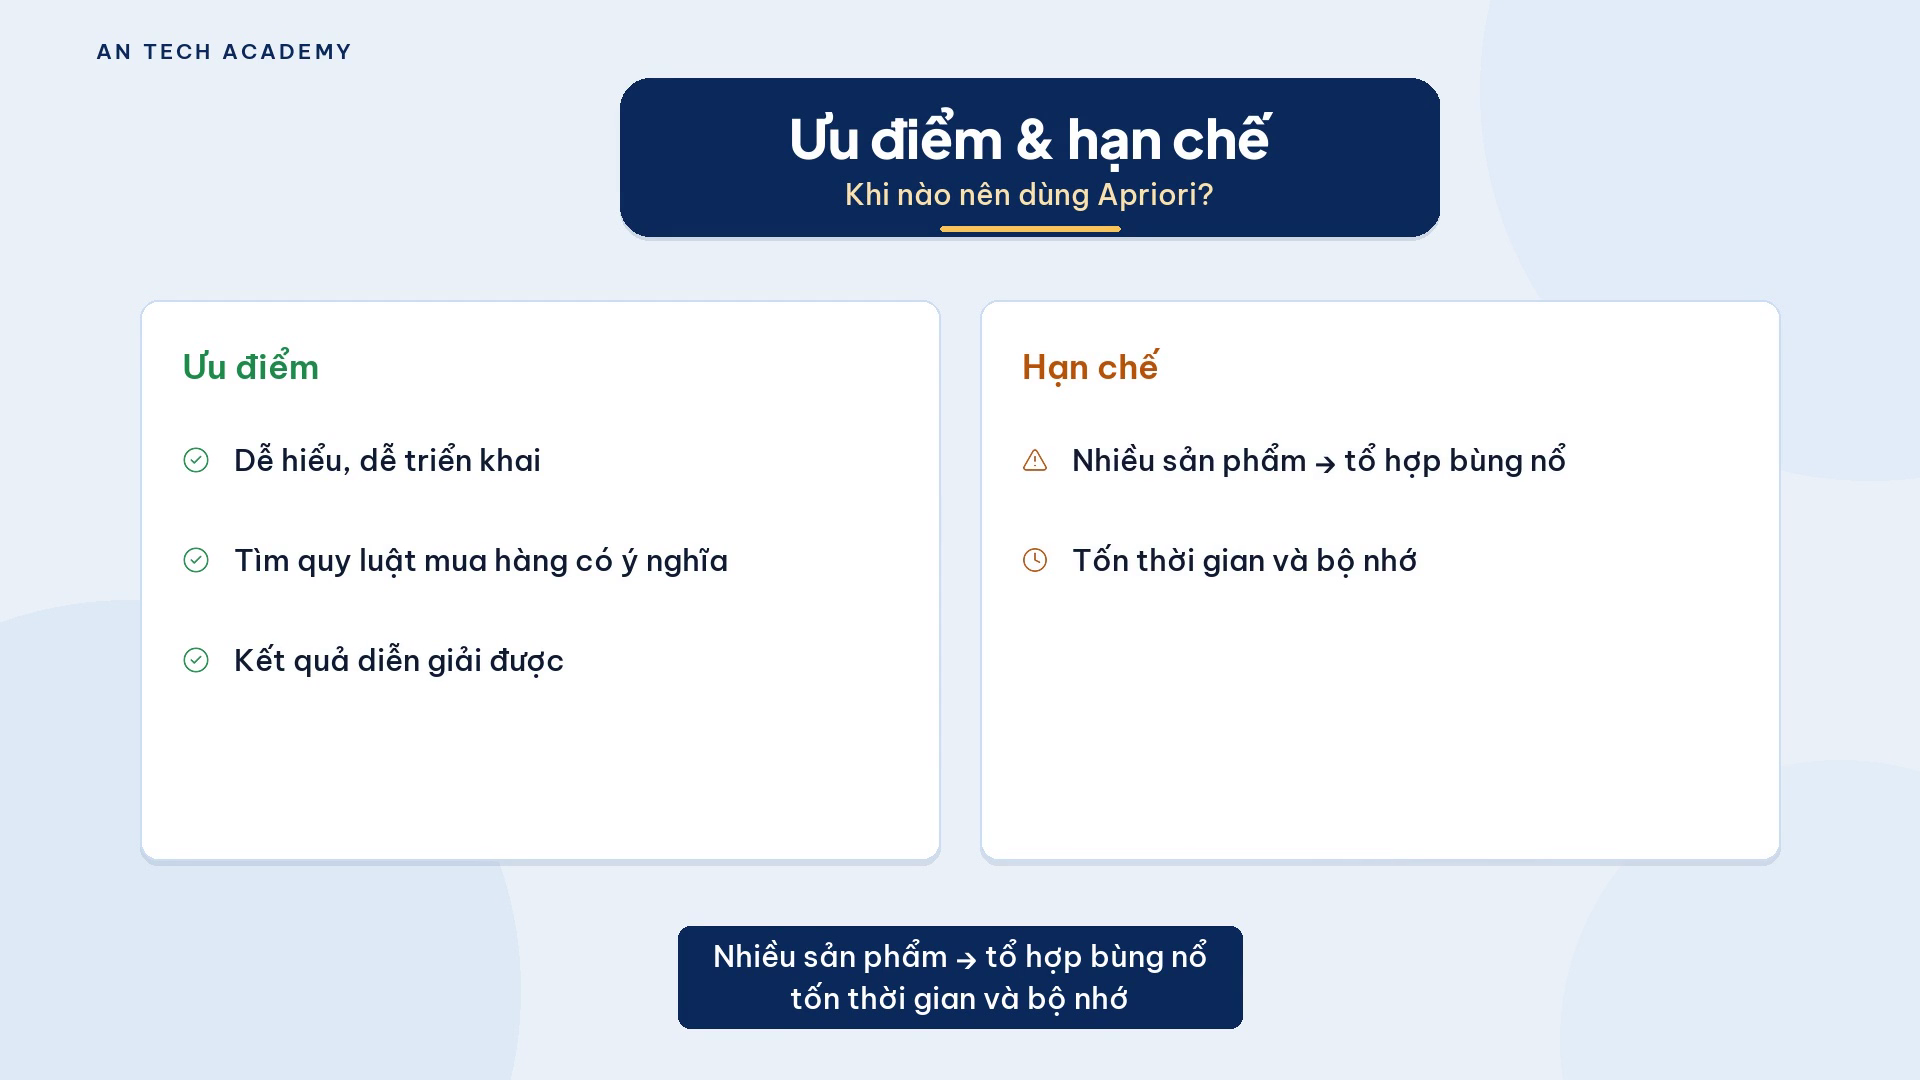 AN TECH ACADEMY
Ưu điểm & hạn chế
Khi nào nên dùng Apriori?
Ưu điểm
Dễ hiểu, dễ triển khai
Tìm quy luật mua hàng có ý nghĩa
Kết quả diễn giải được
Hạn chế
Nhiều sản phẩm → tổ hợp bùng nổ
Tốn thời gian và bộ nhớ
Nhiều sản phẩm → tổ hợp bùng nổ
tốn thời gian và bộ nhớ